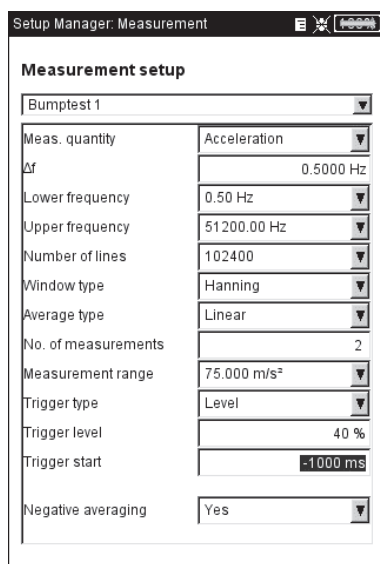 Setup Manager: Measurement 100%
Measurement setup
Bumptest 1
Meas. quantity Acceleration
Δf 0.5000 Hz
Lower frequency 0.50 Hz
Upper frequency 51200.00 Hz
Number of lines 102400
Window type Hanning
Average type Linear
No. of measurements 2
Measurement range 75.000 m/s²
Trigger type Level
Trigger level 40 %
Trigger start -1000 ms
Negative averaging Yes